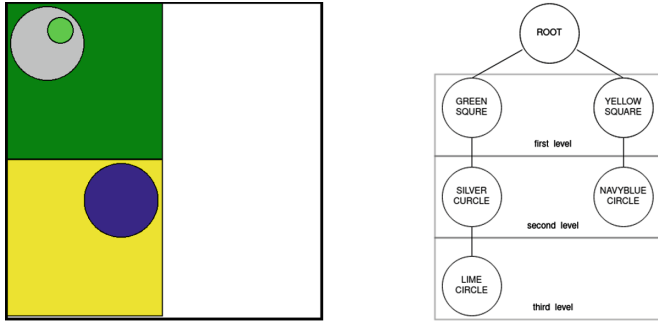 ROOT
GREEN
SQURE
YELLOW
SQUARE
first level
SILVER
CURCLE
NAVYBLUE
CIRCLE
second level
LIME
CIRCLE
third level